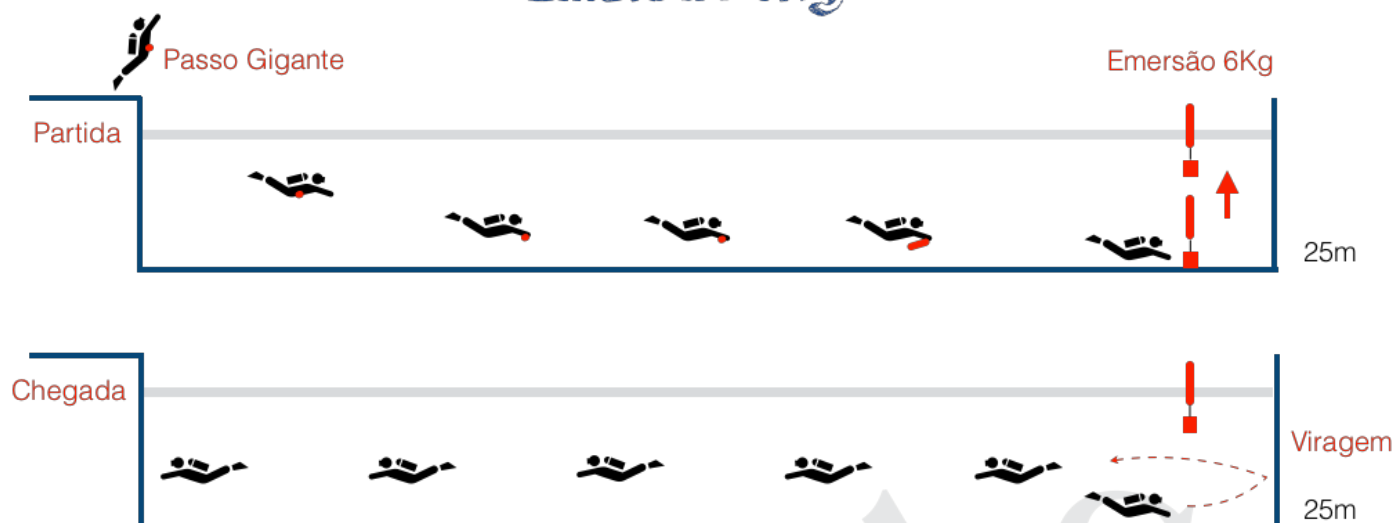 Passo Gigante
Emersão 6Kg
Partida
25m
Chegada
Viragem
25m